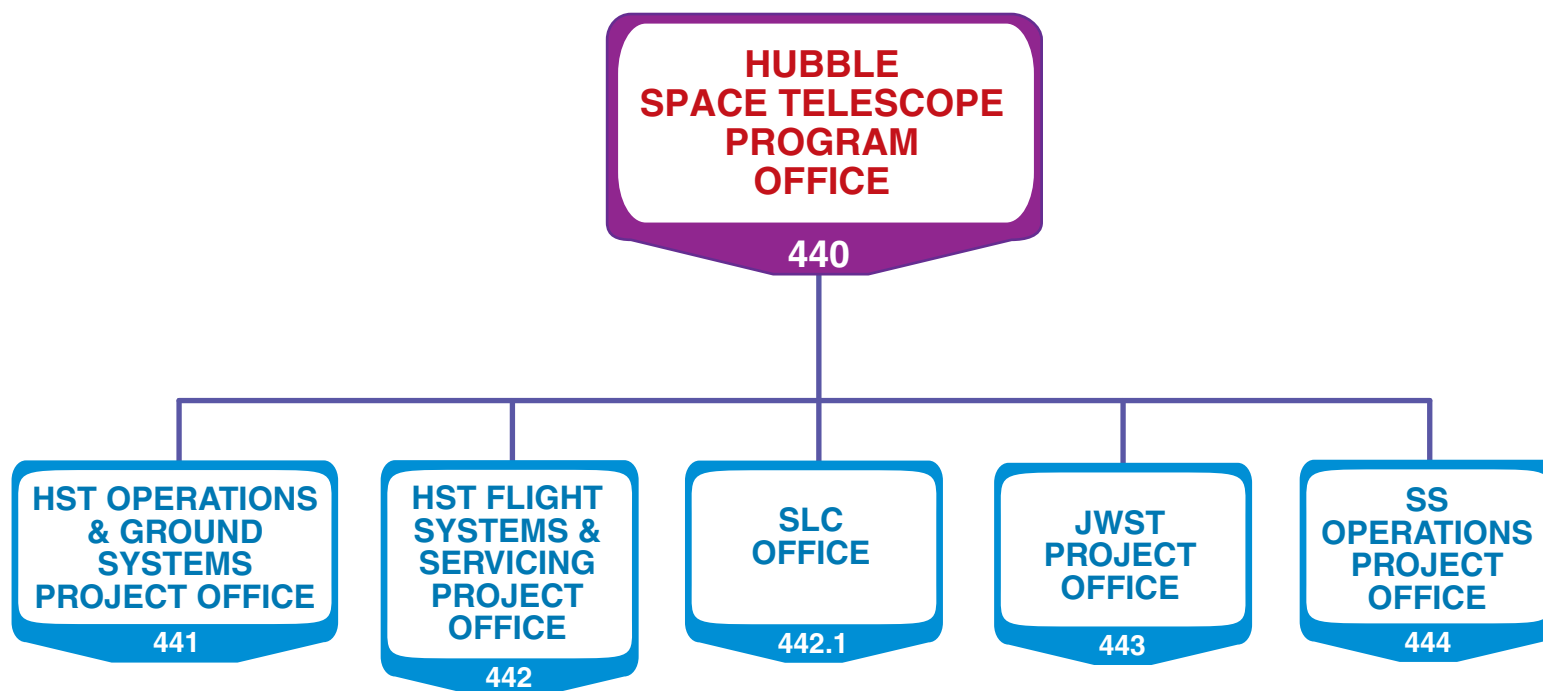 HUBBLE
SPACE TELESCOPE
PROGRAM
OFFICE
440
HST OPERATIONS
& GROUND
SYSTEMS
PROJECT OFFICE
441
HST FLIGHT
SYSTEMS &
SERVICING
PROJECT
OFFICE
442
SLC
OFFICE
442.1
JWST
PROJECT
OFFICE
443
SS
OPERATIONS
PROJECT
OFFICE
444